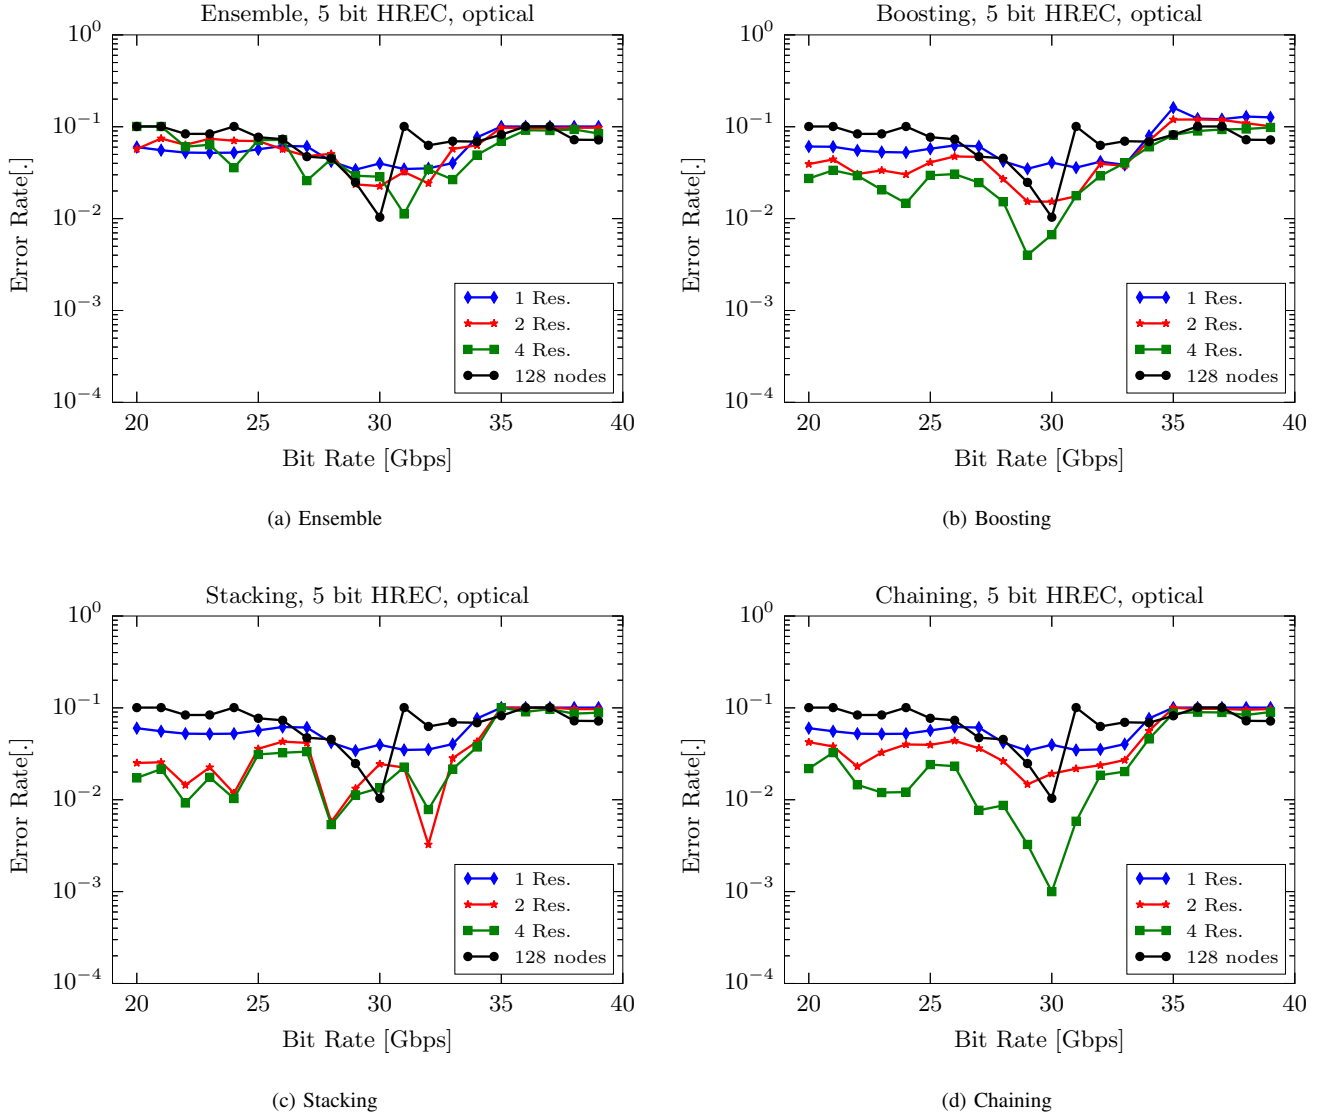 Ensemble, 5 bit HREC, optical
10^0
10^-1
10^-2
10^-3
10^-4
Error Rate[.]
1 Res.
2 Res.
4 Res.
128 nodes
20 25 30 35 40
Bit Rate [Gbps]
(a) Ensemble
Boosting, 5 bit HREC, optical
10^0
10^-1
10^-2
10^-3
10^-4
Error Rate[.]
1 Res.
2 Res.
4 Res.
128 nodes
20 25 30 35 40
Bit Rate [Gbps]
(b) Boosting
Stacking, 5 bit HREC, optical
10^0
10^-1
10^-2
10^-3
10^-4
Error Rate[.]
1 Res.
2 Res.
4 Res.
128 nodes
20 25 30 35 40
Bit Rate [Gbps]
(c) Stacking
Chaining, 5 bit HREC, optical
10^0
10^-1
10^-2
10^-3
10^-4
Error Rate[.]
1 Res.
2 Res.
4 Res.
128 nodes
20 25 30 35 40
Bit Rate [Gbps]
(d) Chaining